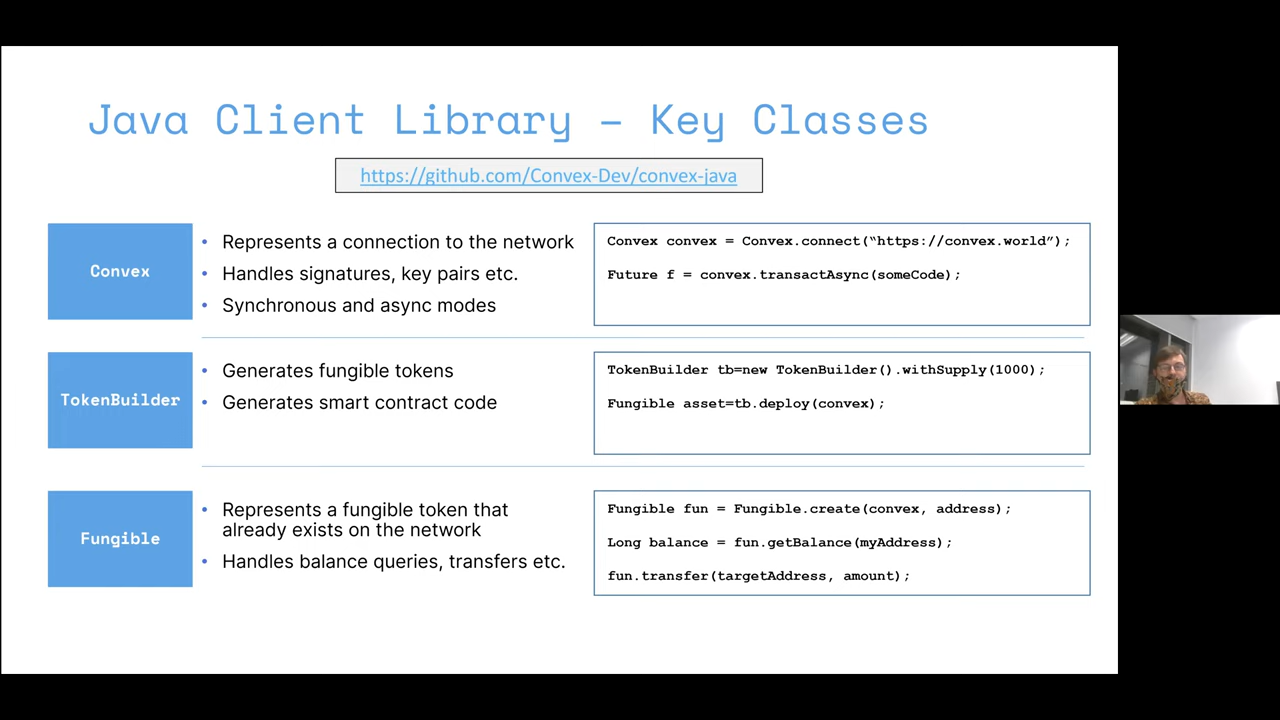 Java Client Library – Key Classes
https://github.com/Convex-Dev/convex-java
Convex
• Represents a connection to the network
• Handles signatures, key pairs etc.
• Synchronous and async modes
Convex convex = Convex.connect(“https://convex.world”);
Future f = convex.transactAsync(someCode);
TokenBuilder
• Generates fungible tokens
• Generates smart contract code
TokenBuilder tb=new TokenBuilder().withSupply(1000);
Fungible asset=tb.deploy(convex);
Fungible
• Represents a fungible token that
already exists on the network
• Handles balance queries, transfers etc.
Fungible fun = Fungible.create(convex, address);
Long balance = fun.getBalance(myAddress);
fun.transfer(targetAddress, amount);